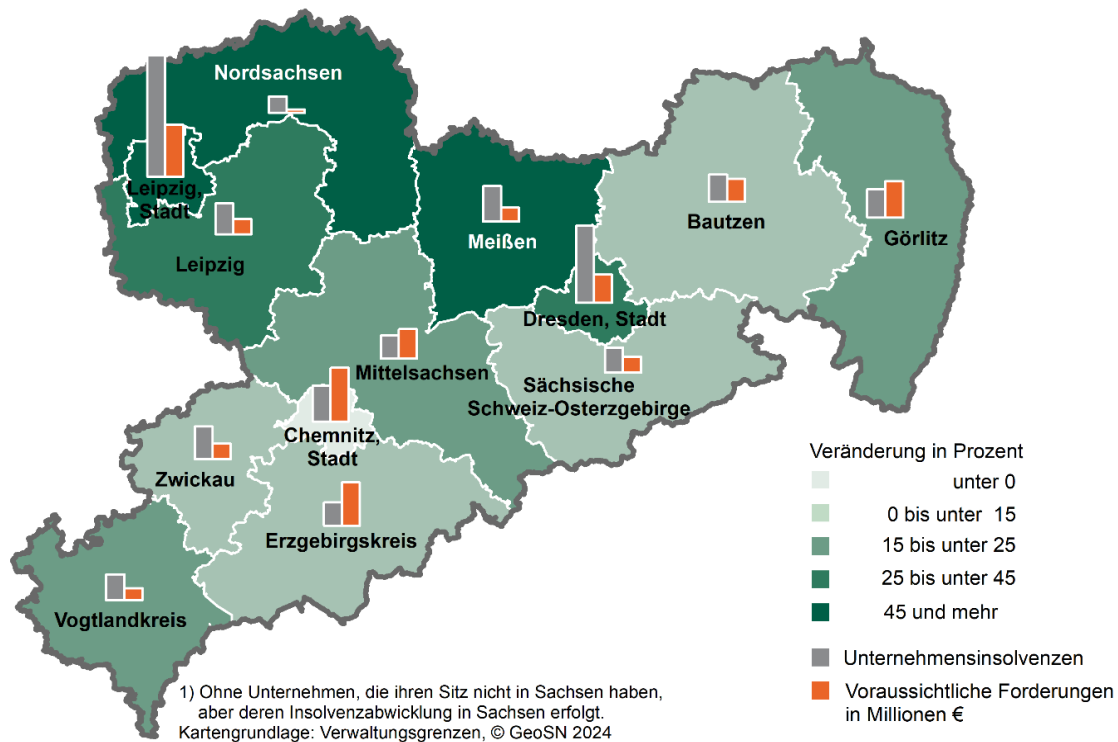 Nordsachsen
Leipzig,
Stadt
Leipzig
Meißen
Bautzen
Görlitz
Dresden, Stadt
Mittelsachsen
Sächsische
Schweiz-Osterzgebirge
Chemnitz,
Stadt
Zwickau
Erzgebirgskreis
Vogtlandkreis
Veränderung in Prozent
unter 0
0 bis unter 15
15 bis unter 25
25 bis unter 45
45 und mehr
Unternehmensinsolvenzen
Voraussichtliche Forderungen
in Millionen €
1) Ohne Unternehmen, die ihren Sitz nicht in Sachsen haben,
aber deren Insolvenzabwicklung in Sachsen erfolgt.
Kartengrundlage: Verwaltungsgrenzen, © GeoSN 2024